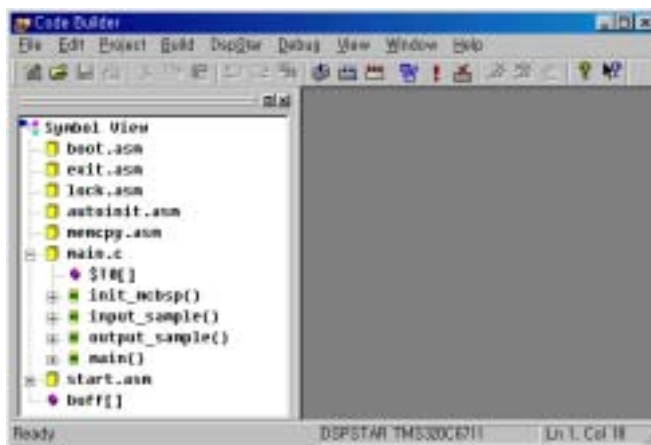 Code Builder
File Edit Project Build DspStar Debug View Window Help
Symbol View
boot.asm
exit.asm
lock.asm
autoinit.asm
memcpy.asm
main.c
$T0[]
init_mcbsp()
input_sample()
output_sample()
main()
start.asm
buff[]
Ready DSPSTAR TMS320C6711 Ln 1, Col 18